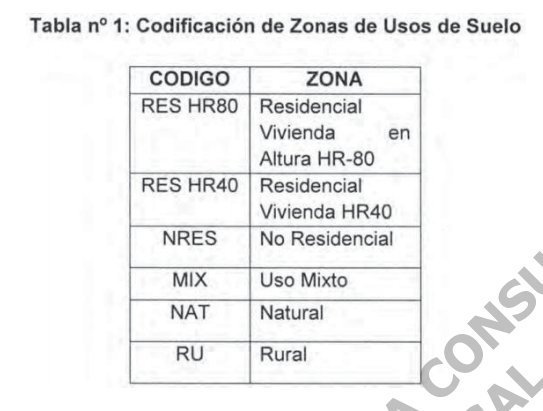 Tabla nº 1: Codificación de Zonas de Usos de Suelo
CODIGO ZONA
RES HR80 Residencial
Vivienda en
Altura HR-80
RES HR40 Residencial
Vivienda HR40
NRES No Residencial
MIX Uso Mixto
NAT Natural
RU Rural